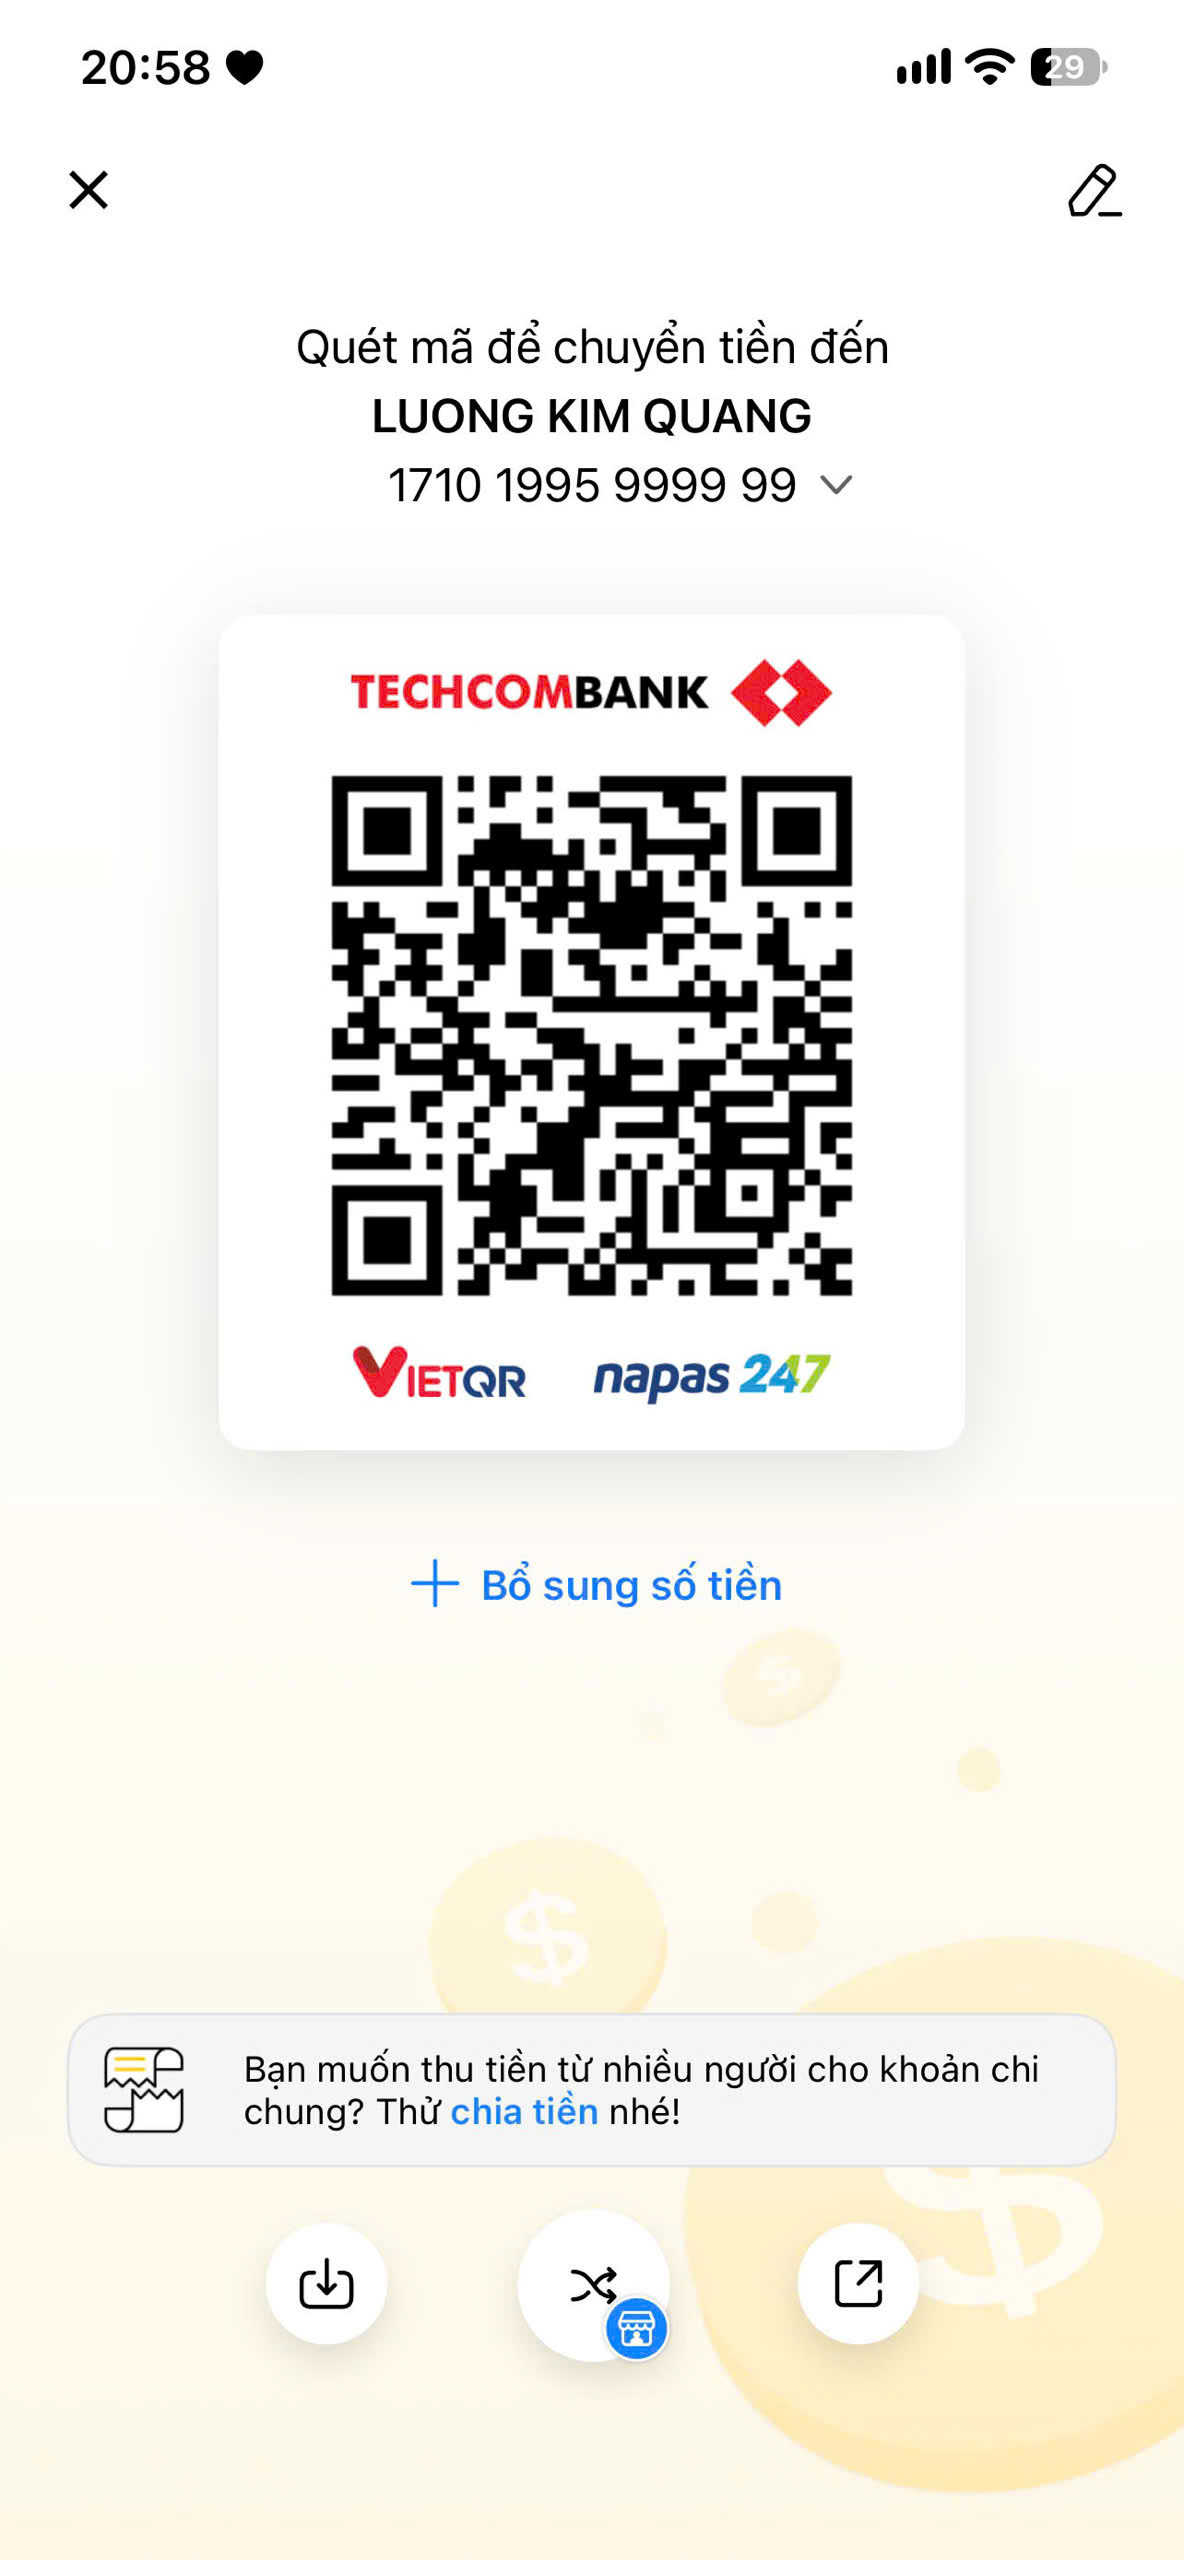 20:58
29
Quét mã để chuyển tiền đến
LUONG KIM QUANG
1710 1995 9999 99
TECHCOMBANK
VIETQR napas 247
Bổ sung số tiền
Bạn muốn thu tiền từ nhiều người cho khoản chi
chung? Thử chia tiền nhé!